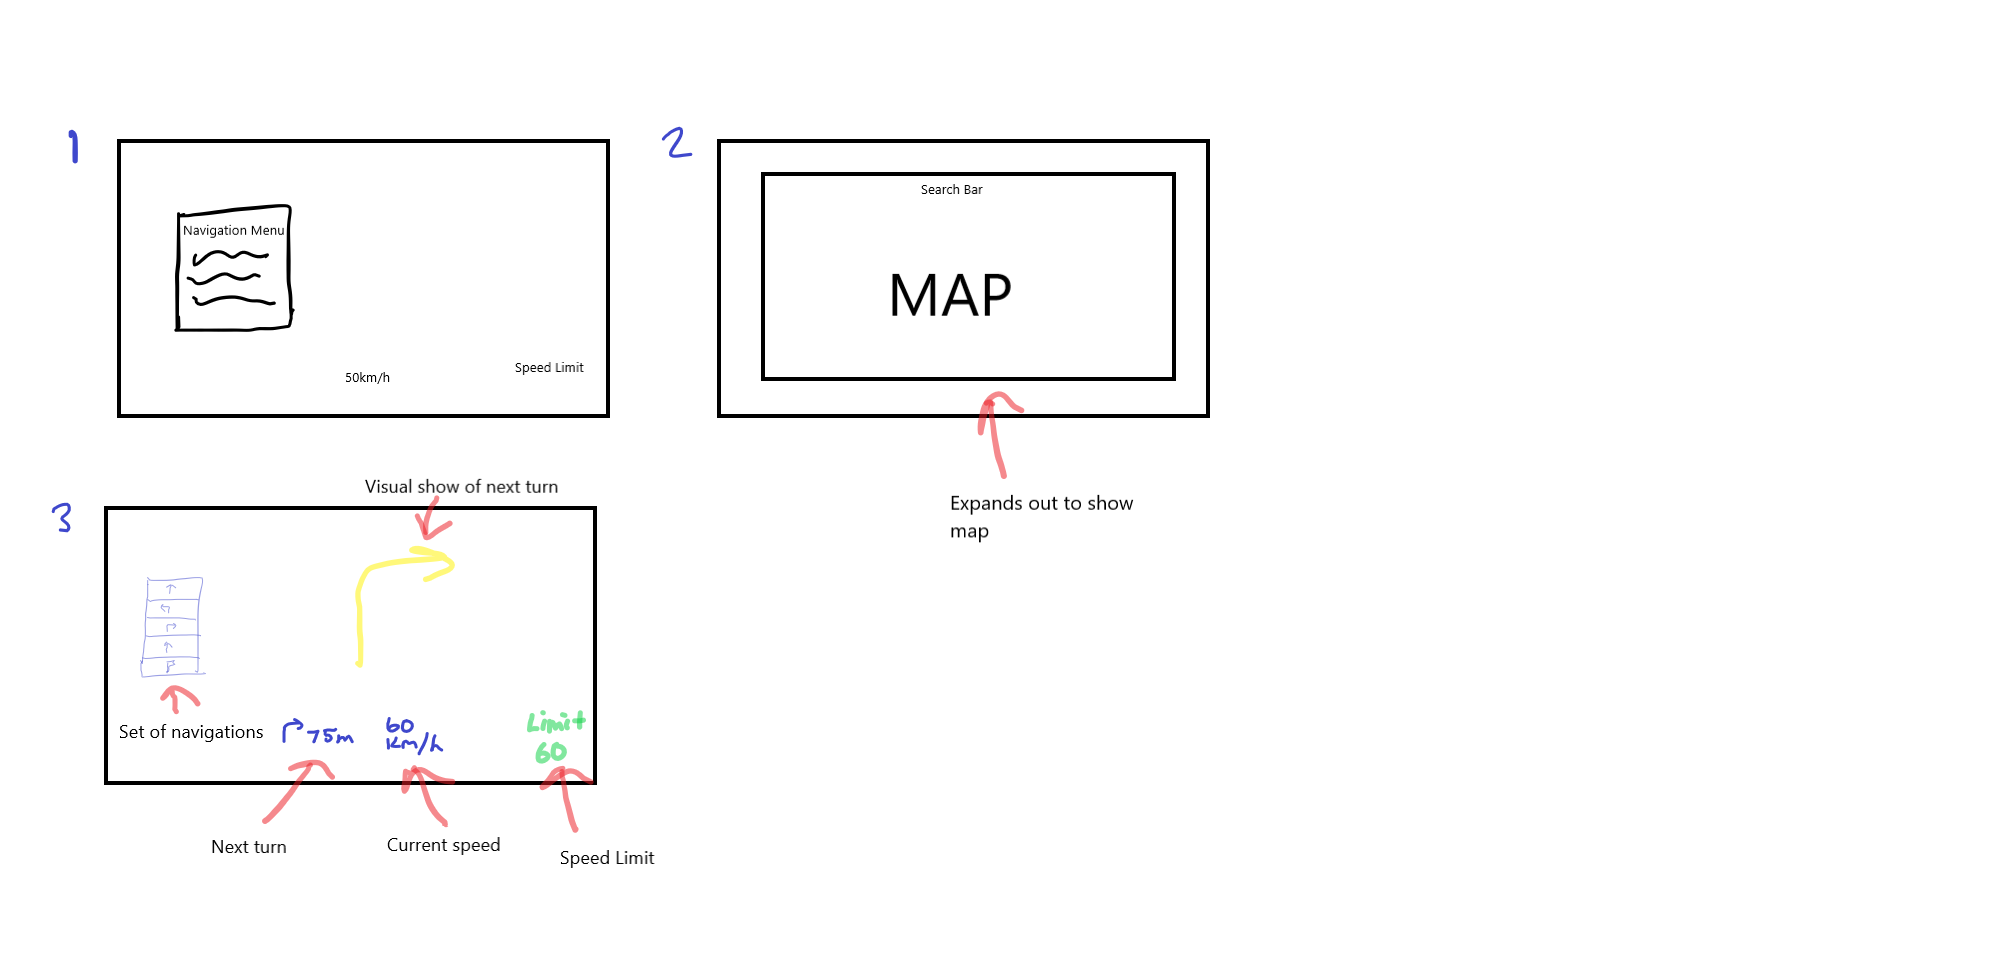 1
Navigation Menu
50km/h
Speed Limit
2
Search Bar
MAP
Expands out to show
map
3
Visual show of next turn
Set of navigations
75m
60
Km/h
Limit
60
Next turn
Current speed
Speed Limit